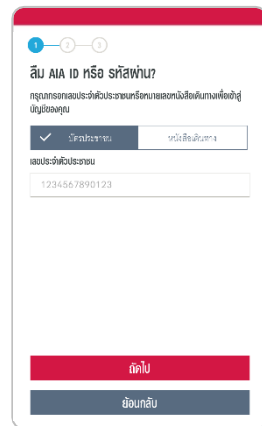 1 2 3
ลืม AIA ID หรือ รหัสผ่าน?
กรุณากรอกเลขประจำตัวประชาชนหรือหมายเลขหนังสือเดินทางเพื่อเข้าสู่
บัญชีของคุณ
บัตรประชาชน หนังสือเดินทาง
เลขประจำตัวประชาชน
1234567890123
ถัดไป
ย้อนกลับ